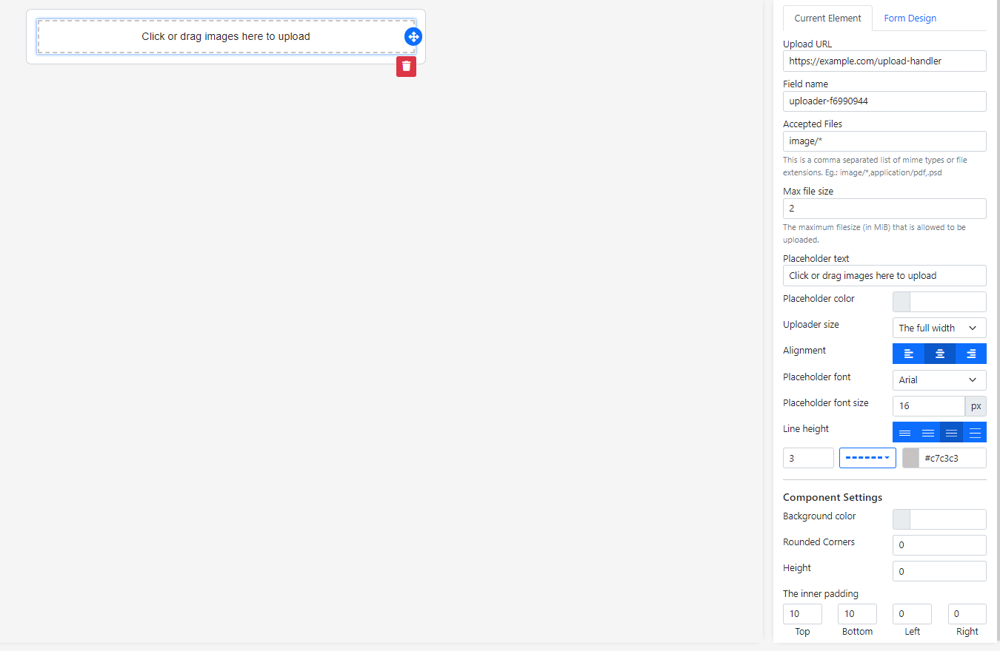 Click or drag images here to upload
Current Element
Form Design
Upload URL
https://example.com/upload-handler
Field name
uploader-f6990944
Accepted Files
image/*
This is a comma separated list of mime types or file
extensions. Eg.: image/*,application/pdf,.psd
Max file size
2
The maximum filesize (in MiB) that is allowed to be
uploaded.
Placeholder text
Click or drag images here to upload
Placeholder color
Uploader size
The full width
Alignment
Placeholder font
Arial
Placeholder font size
16 px
Line height
3
#c7c3c3
Component Settings
Background color
Rounded Corners
0
Height
0
The inner padding
10 10 0 0
Top Bottom Left Right